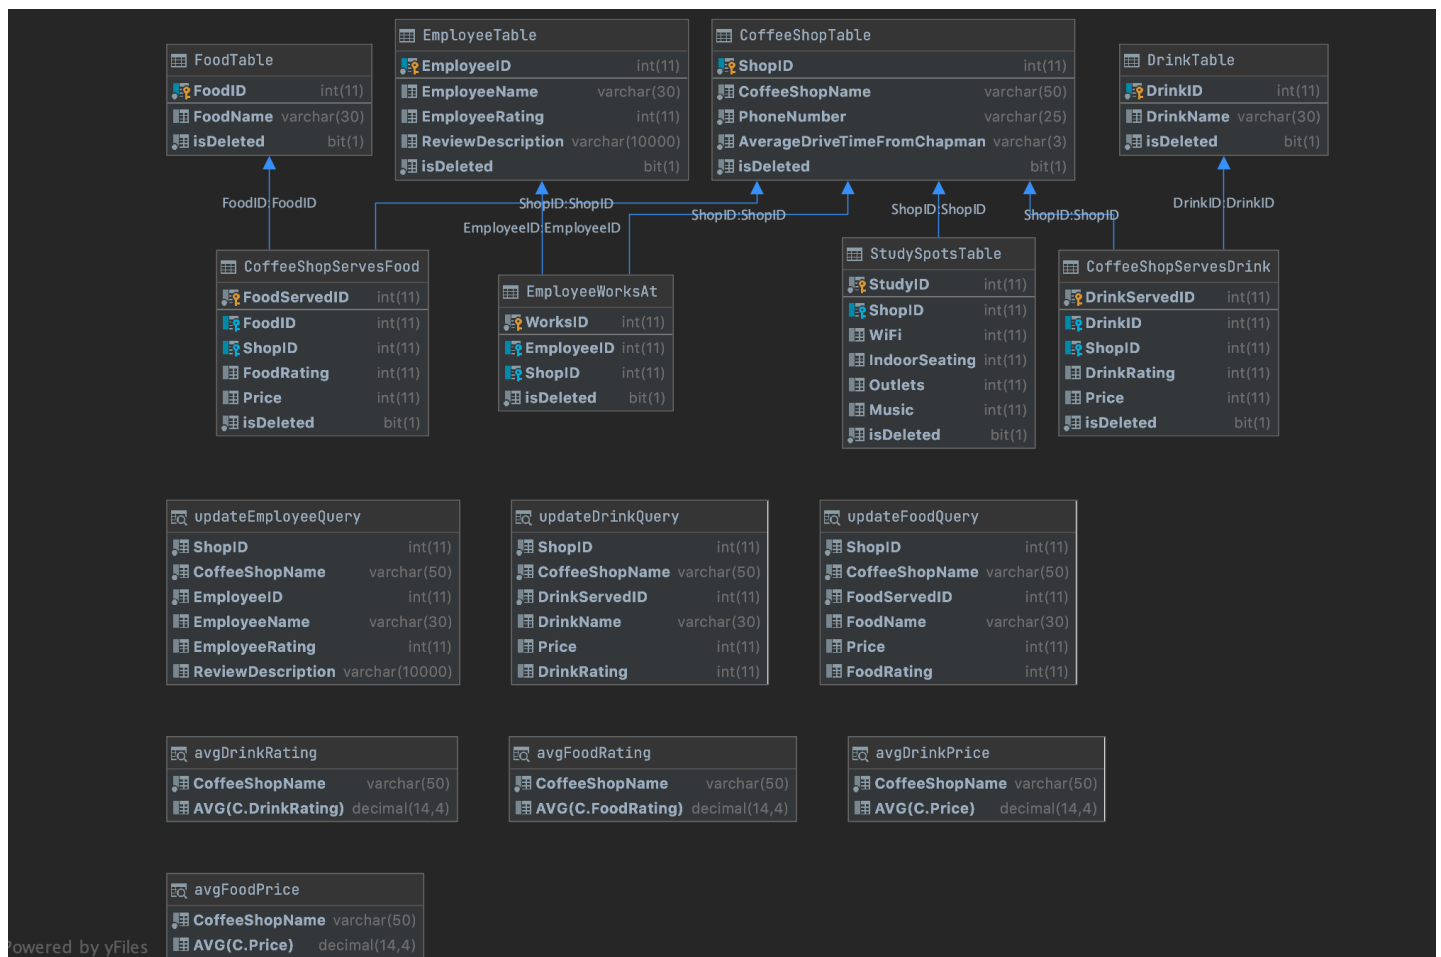 FoodTable
FoodID int(11)
FoodName varchar(30)
isDeleted bit(1)
EmployeeTable
EmployeeID int(11)
EmployeeName varchar(30)
EmployeeRating int(11)
ReviewDescription varchar(10000)
isDeleted bit(1)
CoffeeShopTable
ShopID int(11)
CoffeeShopName varchar(50)
PhoneNumber varchar(25)
AverageDriveTimeFromChapman varchar(3)
isDeleted bit(1)
DrinkTable
DrinkID int(11)
DrinkName varchar(30)
isDeleted bit(1)
FoodID:FoodID
ShopID:ShopID
EmployeeID:EmployeeID
ShopID:ShopID
ShopID:ShopID
ShopID:ShopID
DrinkID:DrinkID
CoffeeShopServesFood
FoodServedID int(11)
FoodID int(11)
ShopID int(11)
FoodRating int(11)
Price int(11)
isDeleted bit(1)
EmployeeWorksAt
WorksID int(11)
EmployeeID int(11)
ShopID int(11)
isDeleted bit(1)
StudySpotsTable
StudyID int(11)
ShopID int(11)
WiFi int(11)
IndoorSeating int(11)
Outlets int(11)
Music int(11)
isDeleted bit(1)
CoffeeShopServesDrink
DrinkServedID int(11)
DrinkID int(11)
ShopID int(11)
DrinkRating int(11)
Price int(11)
isDeleted bit(1)
updateEmployeeQuery
ShopID int(11)
CoffeeShopName varchar(50)
EmployeeID int(11)
EmployeeName varchar(30)
EmployeeRating int(11)
ReviewDescription varchar(10000)
updateDrinkQuery
ShopID int(11)
CoffeeShopName varchar(50)
DrinkServedID int(11)
DrinkName varchar(30)
Price int(11)
DrinkRating int(11)
updateFoodQuery
ShopID int(11)
CoffeeShopName varchar(50)
FoodServedID int(11)
FoodName varchar(30)
Price int(11)
FoodRating int(11)
avgDrinkRating
CoffeeShopName varchar(50)
AVG(C.DrinkRating) decimal(14,4)
avgFoodRating
CoffeeShopName varchar(50)
AVG(C.FoodRating) decimal(14,4)
avgDrinkPrice
CoffeeShopName varchar(50)
AVG(C.Price) decimal(14,4)
avgFoodPrice
CoffeeShopName varchar(50)
AVG(C.Price) decimal(14,4)
Powered by yFiles